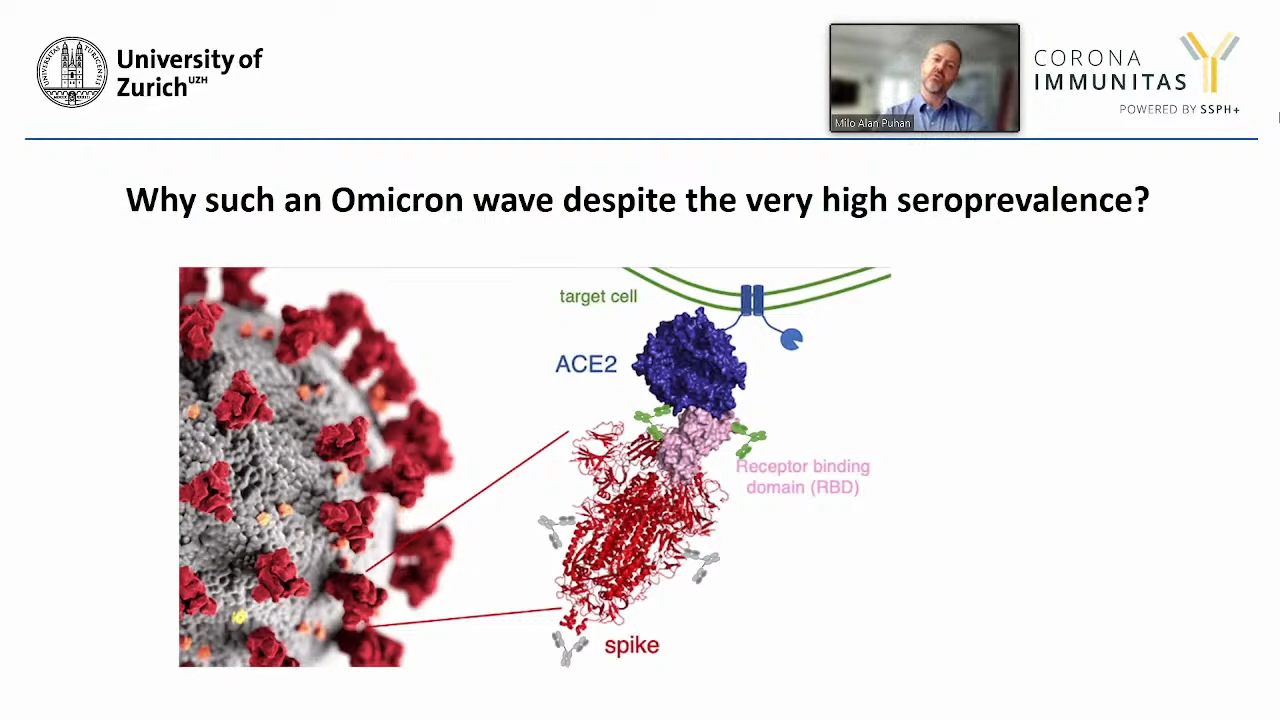 University of
Zurich UZH
Milo Alan Puhan
CORONA
IMMUNITAS
POWERED BY SSPH+
Why such an Omicron wave despite the very high seroprevalence?
target cell
ACE2
Receptor binding
domain (RBD)
spike